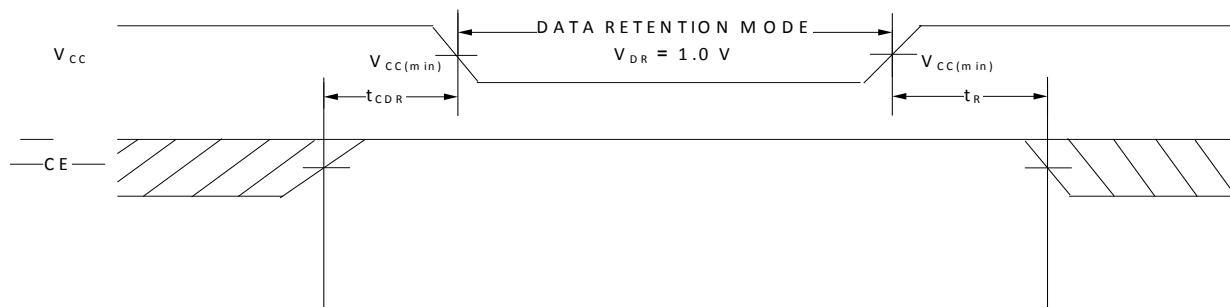 DATA RETENTION MODE
VCC
VCC(min)
VDR = 1.0 V
VCC(min)
tCDR
tR
CE